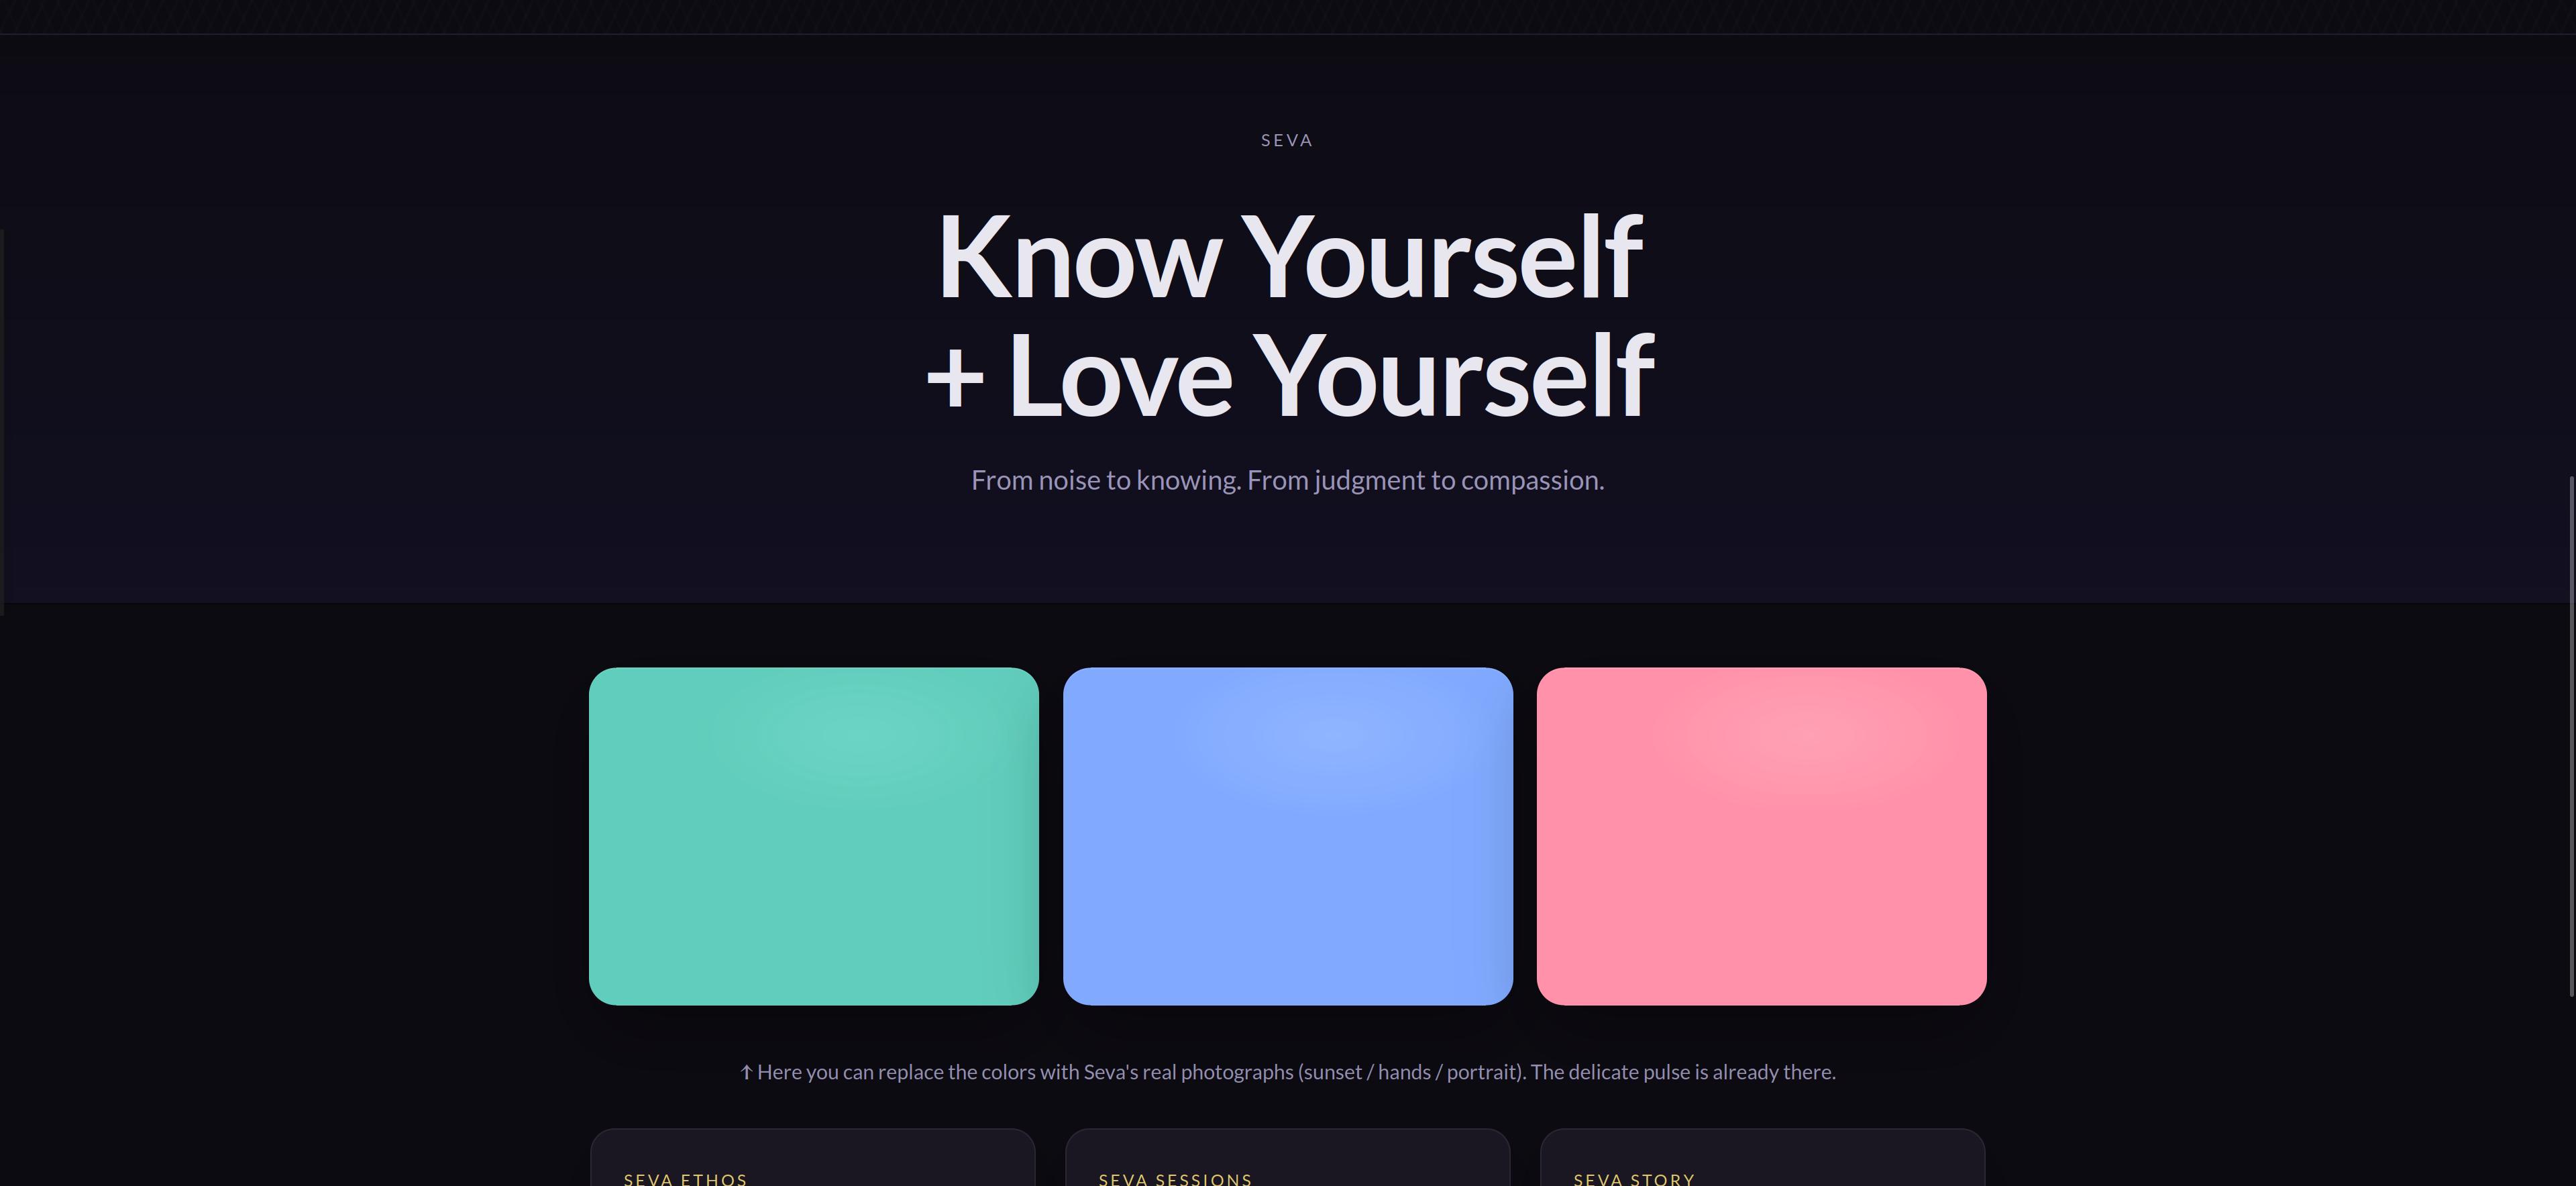 SEVA
Know Yourself
+ Love Yourself
From noise to knowing. From judgment to compassion.
↑ Here you can replace the colors with Seva's real photographs (sunset / hands / portrait). The delicate pulse is already there.
SEVA ETHOS
SEVA SESSIONS
SEVA STORY